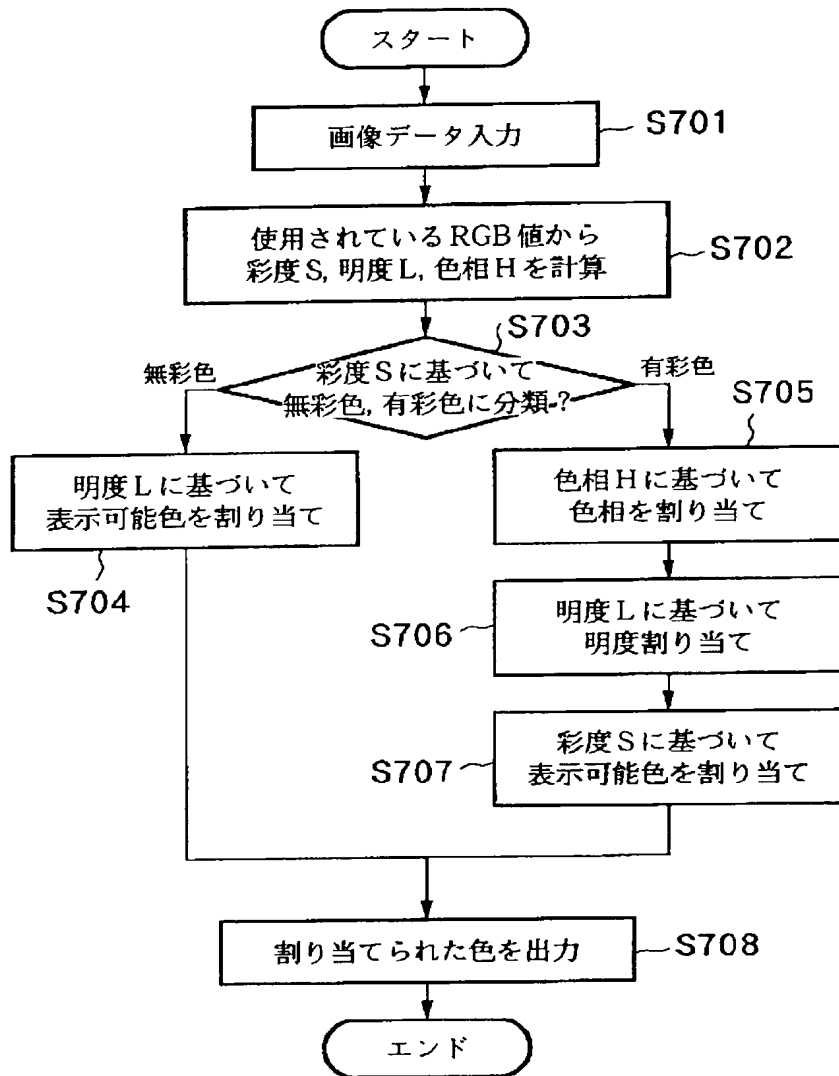 スタート
画像データ入力
S701
使用されているRGB値から
彩度S, 明度L, 色相Hを計算
S702
S703
無彩色
彩度Sに基づいて
無彩色, 有彩色に分類?
有彩色
S705
明度Lに基づいて
表示可能色を割り当て
S704
色相Hに基づいて
色相を割り当て
S706
明度Lに基づいて
明度割り当て
S707
彩度Sに基づいて
表示可能色を割り当て
割り当てられた色を出力
S708
エンド